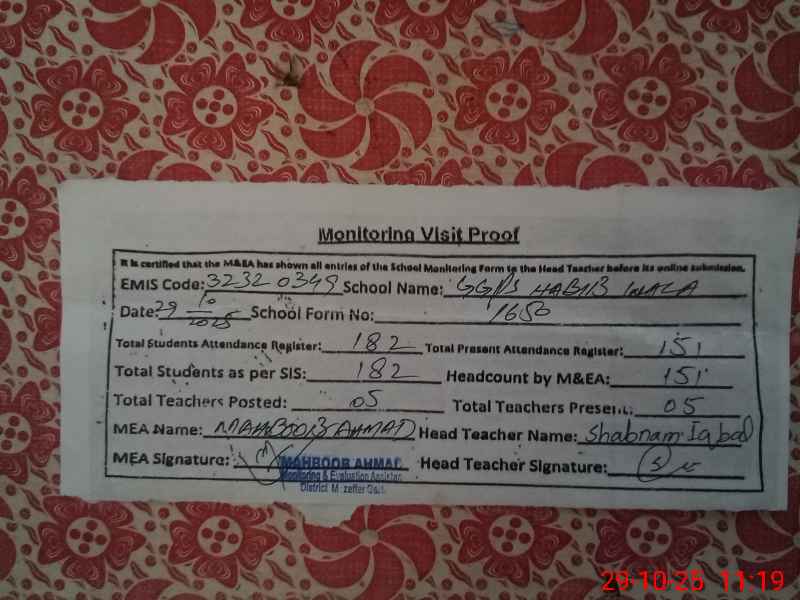 Monitoring Visit Proof
It is certified that the M&EA has shown all entries of the School Monitoring Form to the Head Teacher before its online submission.
EMIS Code: 32320349 School Name: GGPS HABIB WALA
Date: 29/10/2025 School Form No: 1650
Total Students Attendance Register: 182 Total Present Attendance Register: 151
Total Students as per SIS: 182 Headcount by M&EA: 151
Total Teachers Posted: 05 Total Teachers Present: 05
MEA Name: MAHBOOB AHMAD Head Teacher Name: Shabnam Iqbal
MEA Signature: Head Teacher Signature:
MAHBOOB AHMAD
Monitoring & Evaluation Assistant
District M zaffar
29-10-25 11:19